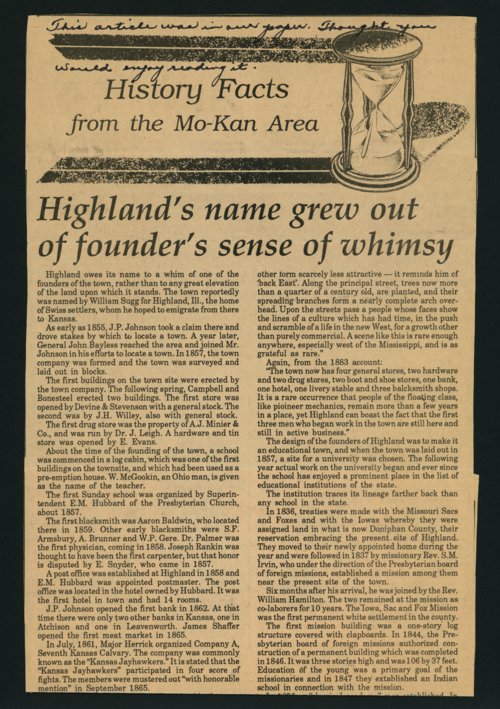 This article was in our paper. Thought you
would enjoy reading it.
History Facts
from the Mo-Kan Area
Highland's name grew out
of founder's sense of whimsy
Highland owes its name to a whim of one of the
founders of the town, rather than to any great elevation
of the land upon which it stands. The town reportedly
was named by William Sugg for Highland, Ill., the home
of Swiss settlers, whom he hoped to emigrate from there
to Kansas.
As early as 1855, J.P. Johnson took a claim there and
drove stakes by which to locate a town. A year later,
General John Bayless reached the area and joined Mr.
Johnson in his efforts to locate a town. In 1857, the town
company was formed and the town was surveyed and
laid out in blocks.
The first buildings on the town site were erected by
the town company. The following spring, Campbell and
Bonesteel erected two buildings. The first store was
opened by Devine & Stevenson with a general stock. The
second was by J.H. Willey, also with general stock.
The first drug store was the property of A.J. Minier &
Co., and was run by Dr. J. Leigh. A hardware and tin
store was opened by E. Evans.
About the time of the founding of the town, a school
was commenced in a log cabin, which was one of the first
buildings on the townsite, and which had been used as a
pre-emption house. W. McGookin, an Ohio man, is given
as the name of the teacher.
The first Sunday school was organized by Superin-
tendent E.M. Hubbard of the Presbyterian Church,
about 1857.
The first blacksmith was Aaron Baldwin, who located
there in 1859. Other early blacksmiths were S.F.
Armsbury, A. Brunner and W.P. Gere. Dr. Palmer was
the first physician, coming in 1858. Joseph Rankin was
thought to have been the first carpenter, but that honor
is disputed by E. Snyder, who came in 1857.
A post office was established at Highland in 1858 and
E.M. Hubbard was appointed postmaster. The post
office was located in the hotel owned by Hubbard. It was
the first hotel in town and had 14 rooms.
J.P. Johnson opened the first bank in 1862. At that
time there were only two other banks in Kansas, one in
Atchison and one in Leavenworth. James Shaffer
opened the first meat market in 1865.
In July, 1861, Major Herrick organized Company A,
Seventh Kansas Calvary. The company was commonly
known as the "Kansas Jayhawkers." It is stated that the
"Kansas Jayhawkers" participated in four score of
fights. The members were mustered out "with honorable
mention" in September 1865.
other form scarcely less attractive — it reminds him of
'back East'. Along the principal street, trees now more
than a quarter of a century old, are planted, and their
spreading branches form a nearly complete arch over-
head. Upon the streets pass a people whose faces show
the lines of a culture which has had time, in the push
and scramble of a life in the new West, for a growth other
than purely commercial. A scene like this is rare enough
anywhere, especially west of the Mississippi, and is as
grateful as rare."
Again, from the 1883 account:
"The town now has four general stores, two hardware
and two drug stores, two boot and shoe stores, one bank,
one hotel, one livery stable and three balcksmith shops.
It is a rare occurrence that people of the floating class,
like pioneer mechanics, remain more than a few years
in a place, yet Highland can boast the fact that the first
three men who began work in the town are still here and
still in active business."
The design of the founders of Highland was to make it
an educational town, and when the town was laid out in
1857, a site for a university was chosen. The following
year actual work on the university began and ever since
the school has enjoyed a prominent place in the list of
educational institutions of the state.
The institution traces its lineage farther back than
any school in the state.
In 1836, treaties were made with the Missouri Sacs
and Foxes and with the Iowas whereby they were
assigned land in what is now Doniphan County, their
reservation embracing the present site of Highland.
They moved to their newly appointed home during the
year and were followed in 1837 by missionary Rev. S.M.
Irvin, who under the direction of the Presbyterian board
of foreign missions, established a mission among them
near the present site of the town.
Six months after his arrival, he was joined by the Rev.
William Hamilton. The two remained at the mission as
co-laborers for 10 years. The Iowa, Sac and Fox Mission
was the first permanent white settlement in the county.
The first mission building was a one-story log
structure covered with clapboards. In 1844, the Pre-
sbyterian board of foreign missions authorized con-
struction of a permanent building which was completed
in 1846. It was three stories high and was 106 by 37 feet.
Education of the young was a primary goal of the
missionaries and in 1847 they extablished an Indian
school in connection with the mission.